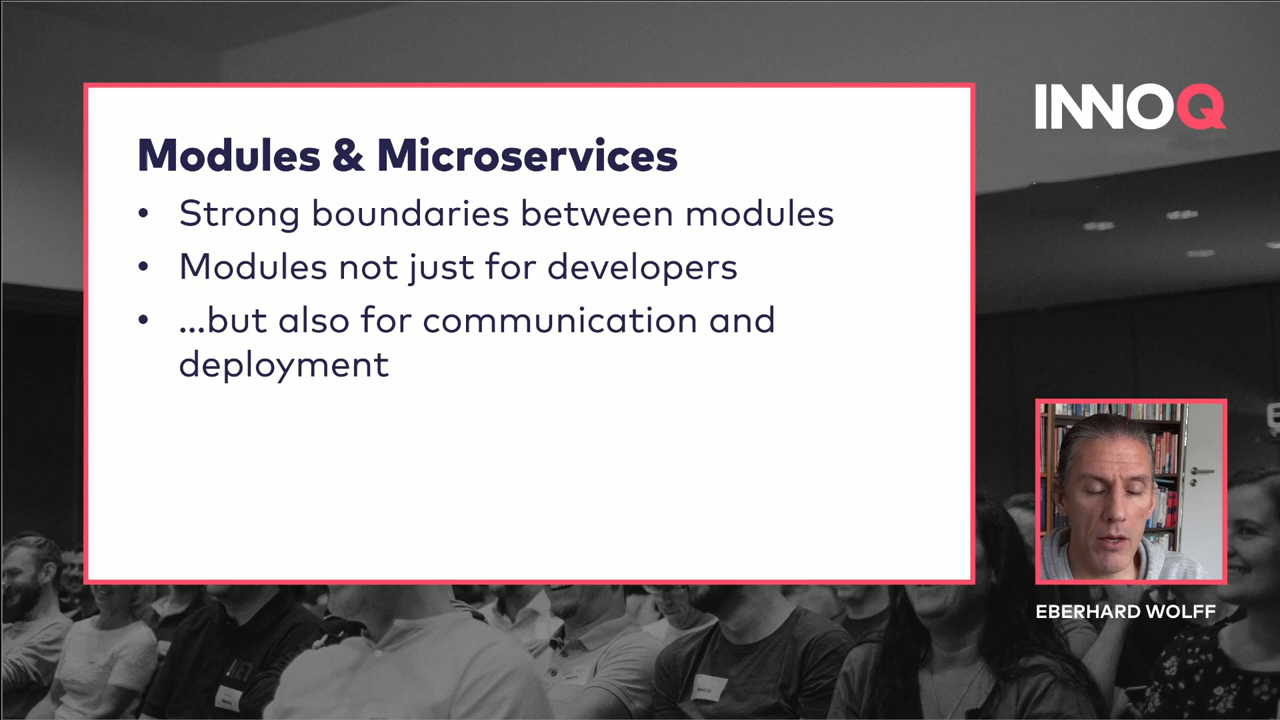 INNOQ
Modules & Microservices
• Strong boundaries between modules
• Modules not just for developers
• ...but also for communication and
deployment
EBERHARD WOLFF
INNOQ